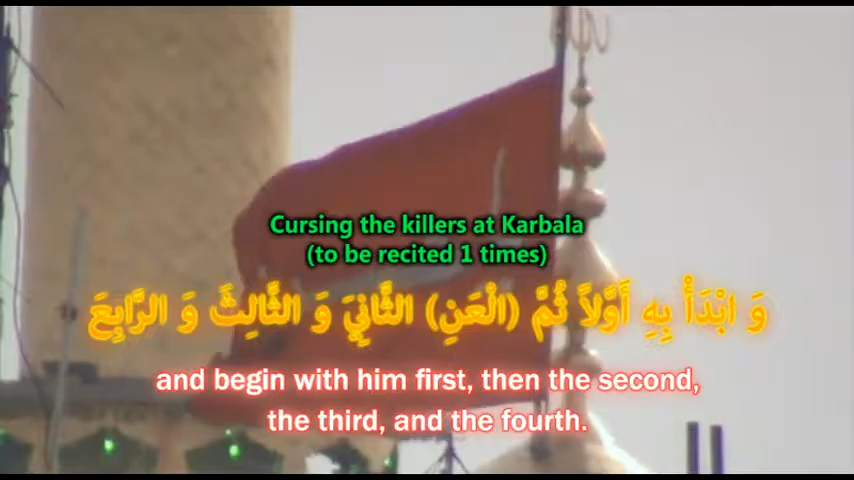 Cursing the killers at Karbala
(to be recited 1 times)
وَ ابْدَأْ بِهِ أَوَّلاً ثُمَّ (الْعَنِ) الثَّانِيَ وَ الثَّالِثَ وَ الرَّابِعَ
and begin with him first, then the second,
the third, and the fourth.